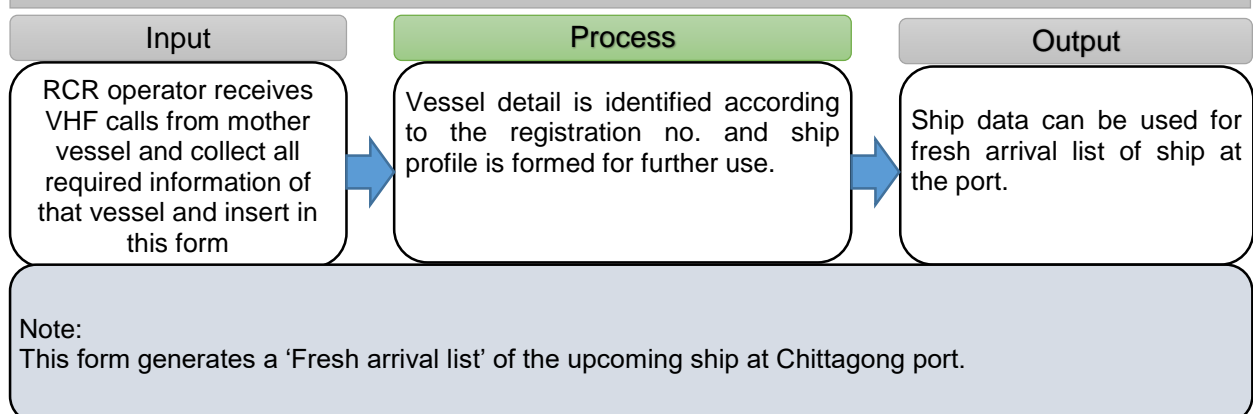 Input
RCR operator receives
VHF calls from mother
vessel and collect all
required information of
that vessel and insert in
this form
Process
Vessel detail is identified according
to the registration no. and ship
profile is formed for further use.
Output
Ship data can be used for
fresh arrival list of ship at
the port.
Note:
This form generates a ‘Fresh arrival list’ of the upcoming ship at Chittagong port.